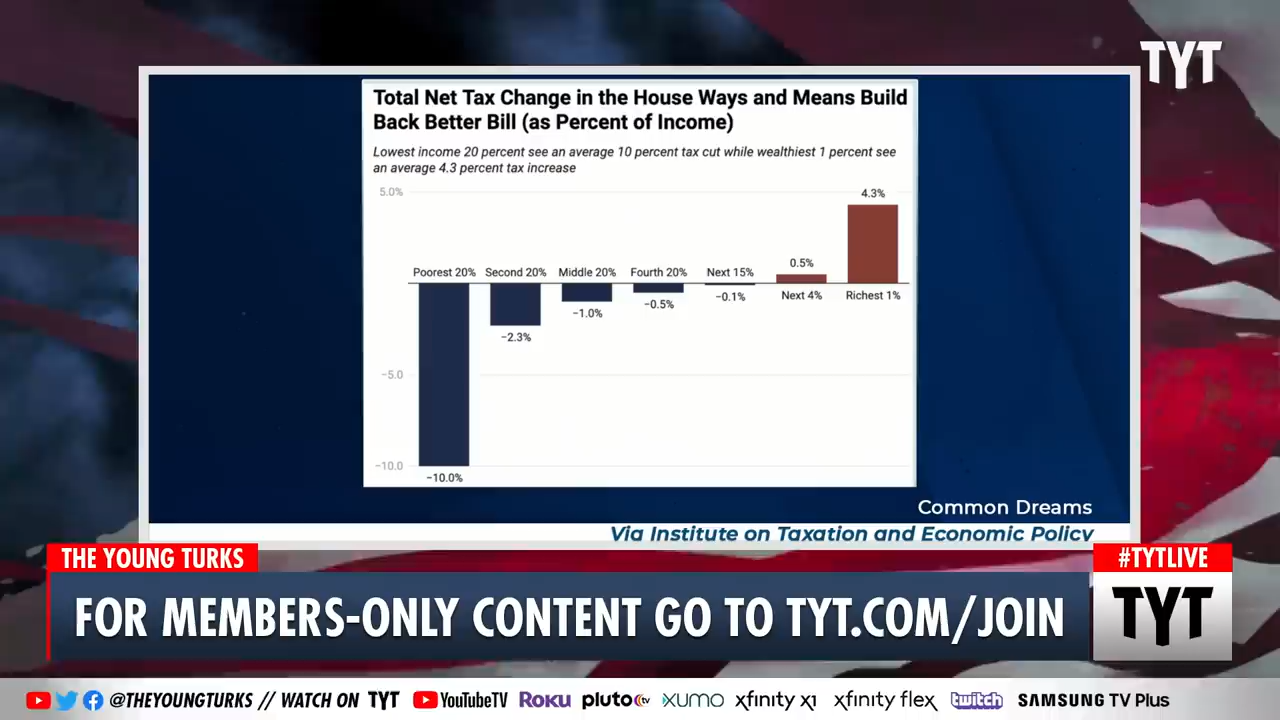 TYT
Total Net Tax Change in the House Ways and Means Build
Back Better Bill (as Percent of Income)
Lowest income 20 percent see an average 10 percent tax cut while wealthiest 1 percent see
an average 4.3 percent tax increase
5.0%
4.3%
0.5%
Poorest 20% Second 20% Middle 20% Fourth 20% Next 15%
−0.1% Next 4% Richest 1%
−0.5%
−1.0%
−2.3%
−5.0
−10.0
−10.0%
Common Dreams
Via Institute on Taxation and Economic Policy
THE YOUNG TURKS
#TYTLIVE
FOR MEMBERS-ONLY CONTENT GO TO TYT.COM/JOIN
TYT
@THEYOUNGTURKS // WATCH ON TYT YouTubeTV ROKU pluto tv XUMO xfinity x1 xfinity flex twitch SAMSUNG TV Plus